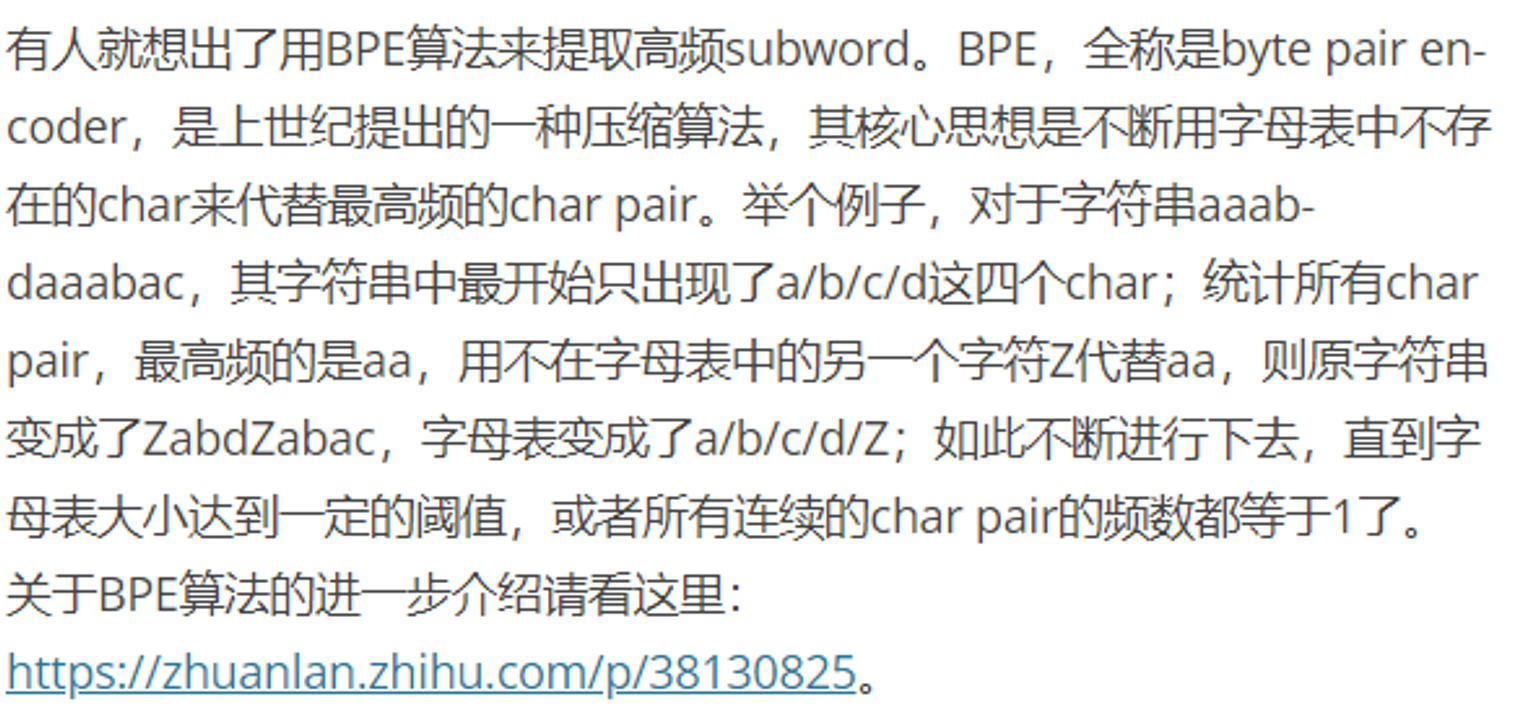 有人就想出了用BPE算法来提取高频subword。BPE，全称是byte pair en-
coder，是上世纪提出的一种压缩算法，其核心思想是不断用字母表中不存
在的char来代替最高频的char pair。举个例子，对于字符串aaab-
daaabac，其字符串中最开始只出现了a/b/c/d这四个char；统计所有char
pair，最高频的是aa，用不在字母表中的另一个字符Z代替aa，则原字符串
变成了ZabdZabac，字母表变成了a/b/c/d/Z；如此不断进行下去，直到字
母表大小达到一定的阈值，或者所有连续的char pair的频数都等于1了。
关于BPE算法的进一步介绍请看这里：
https://zhuanlan.zhihu.com/p/38130825。